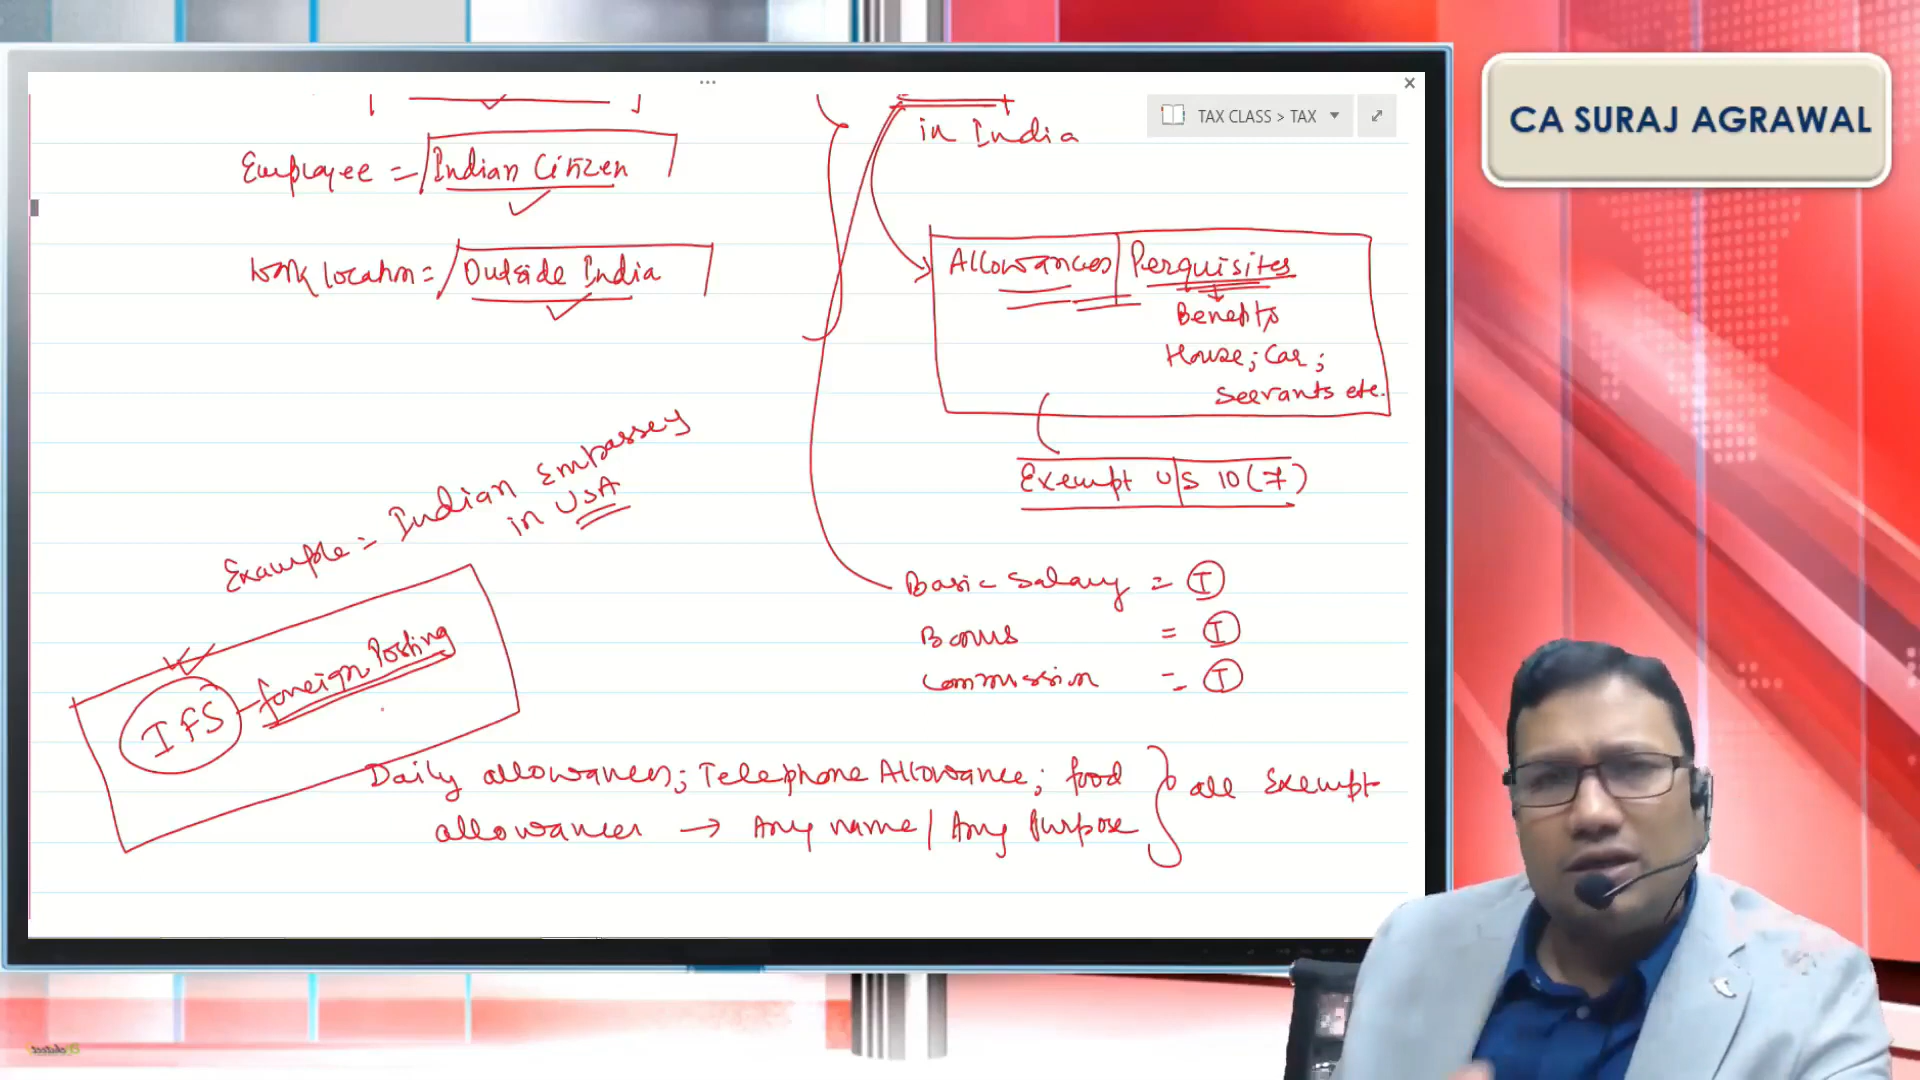 CA SURAJ AGRAWAL
TAX CLASS > TAX
in India
Employee = Indian Citizen
Work location = Outside India
Allowances | Perquisites
Benefits
House; Car;
Servants etc.
Exempt u/s 10(7)
Example = Indian Embassey
in USA
IFS - foreign Posting
Basic Salary = I
Bonus = I
Commission = I
Daily allowances; Telephone Allowance; food
allowances → Any name / Any Purpose
all Exempt